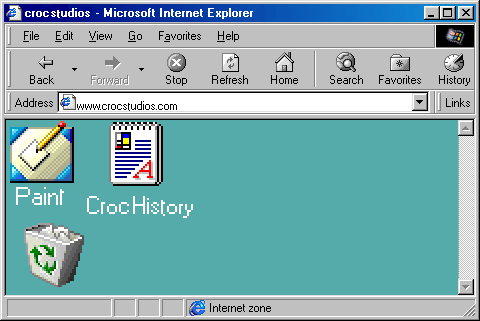 crocstudios - Microsoft Internet Explorer
File Edit View Go Favorites Help
Back Forward Stop Refresh Home Search Favorites History
Address www.crocstudios.com Links
A
Paint
CrocHistory
Internet zone